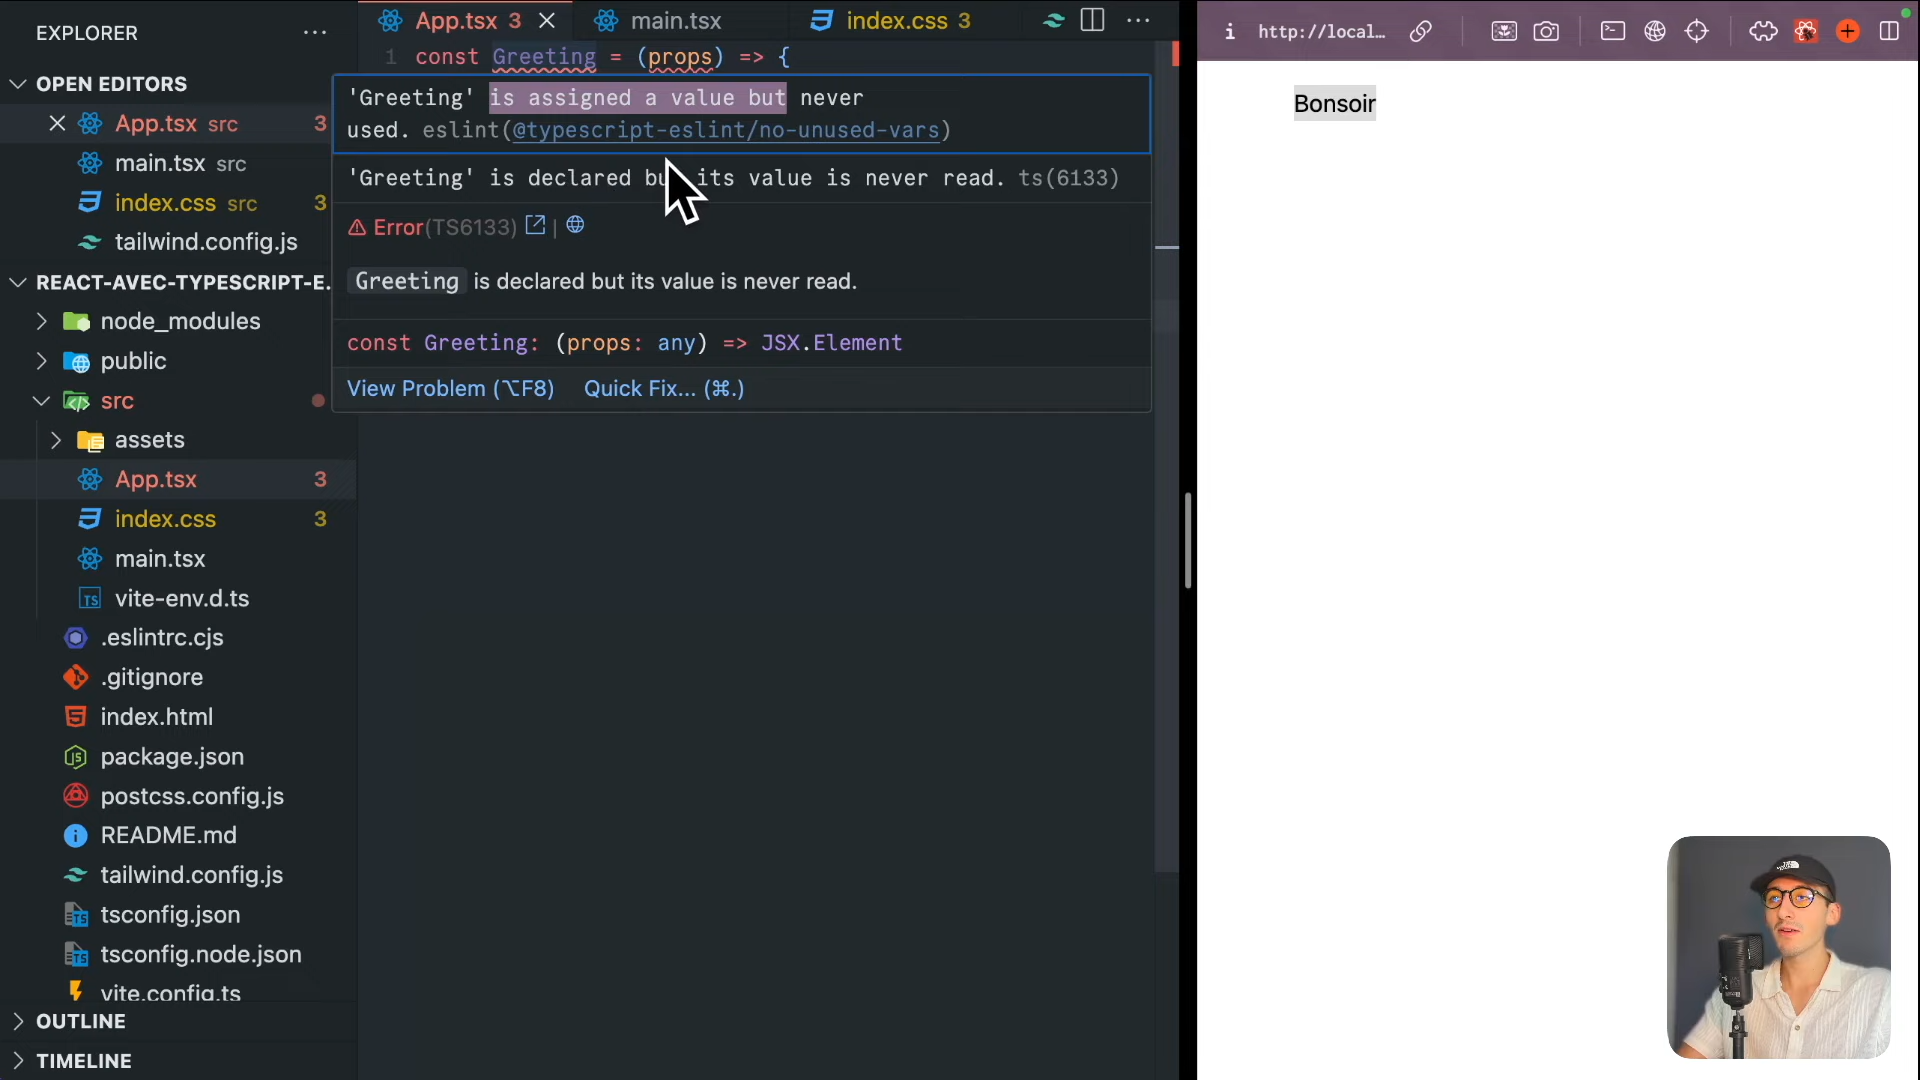 EXPLORER
OPEN EDITORS
App.tsx src 3
main.tsx src
index.css src 3
tailwind.config.js
REACT-AVEC-TYPESCRIPT-E...
node_modules
public
src
assets
App.tsx 3
index.css 3
main.tsx
TS vite-env.d.ts
.eslintrc.cjs
.gitignore
index.html
package.json
postcss.config.js
README.md
tailwind.config.js
tsconfig.json
tsconfig.node.json
vite.config.ts
OUTLINE
TIMELINE
App.tsx 3
main.tsx
index.css 3
1 const Greeting = (props) => {
'Greeting' is assigned a value but never
used. eslint(@typescript-eslint/no-unused-vars)
'Greeting' is declared but its value is never read. ts(6133)
Error(TS6133) |
Greeting is declared but its value is never read.
const Greeting: (props: any) => JSX.Element
View Problem (⌥F8) Quick Fix... (⌘.)
http://local...
Bonsoir